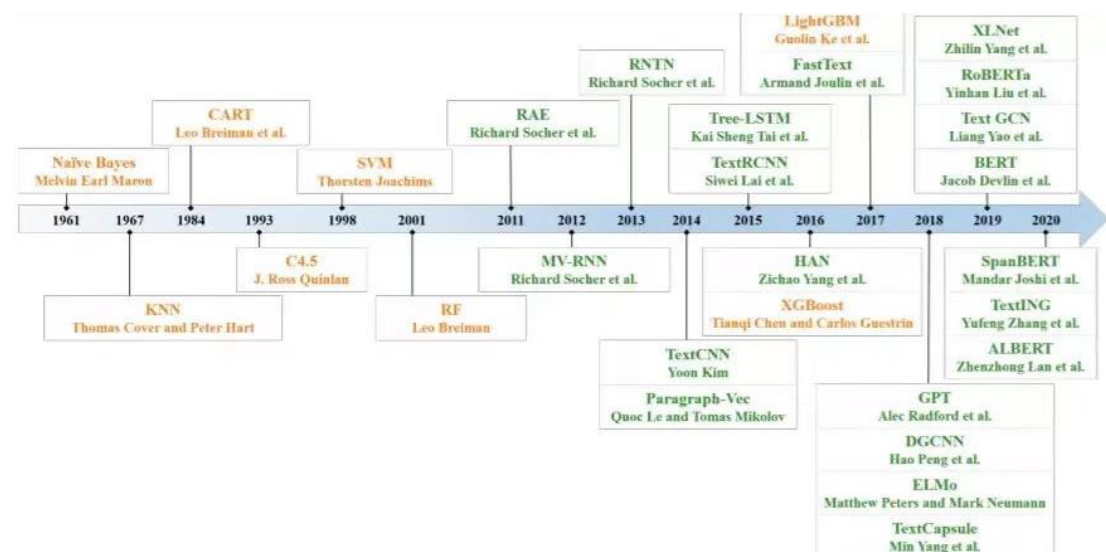 LightGBM
Guolin Ke et al.
FastText
Armand Joulin et al.
XLNet
Zhilin Yang et al.
RoBERTa
Yinhan Liu et al.
Text GCN
Liang Yao et al.
BERT
Jacob Devlin et al.
RNTN
Richard Socher et al.
CART
Leo Breiman et al.
RAE
Richard Socher et al.
Tree-LSTM
Kai Sheng Tai et al.
TextRCNN
Siwei Lai et al.
Naïve Bayes
Melvin Earl Maron
SVM
Thorsten Joachims
1961 1967 1984 1993 1998 2001 2011 2012 2013 2014 2015 2016 2017 2018 2019 2020
C4.5
J. Ross Quinlan
MV-RNN
Richard Socher et al.
HAN
Zichao Yang et al.
XGBoost
Tianqi Chen and Carlos Guestrin
SpanBERT
Mandar Joshi et al.
TextING
Yufeng Zhang et al.
ALBERT
Zhenzhong Lan et al.
KNN
Thomas Cover and Peter Hart
RF
Leo Breiman
TextCNN
Yoon Kim
Paragraph-Vec
Quoc Le and Tomas Mikolov
GPT
Alec Radford et al.
DGCNN
Hao Peng et al.
ELMo
Matthew Peters and Mark Neumann
TextCapsule
Min Yang et al.